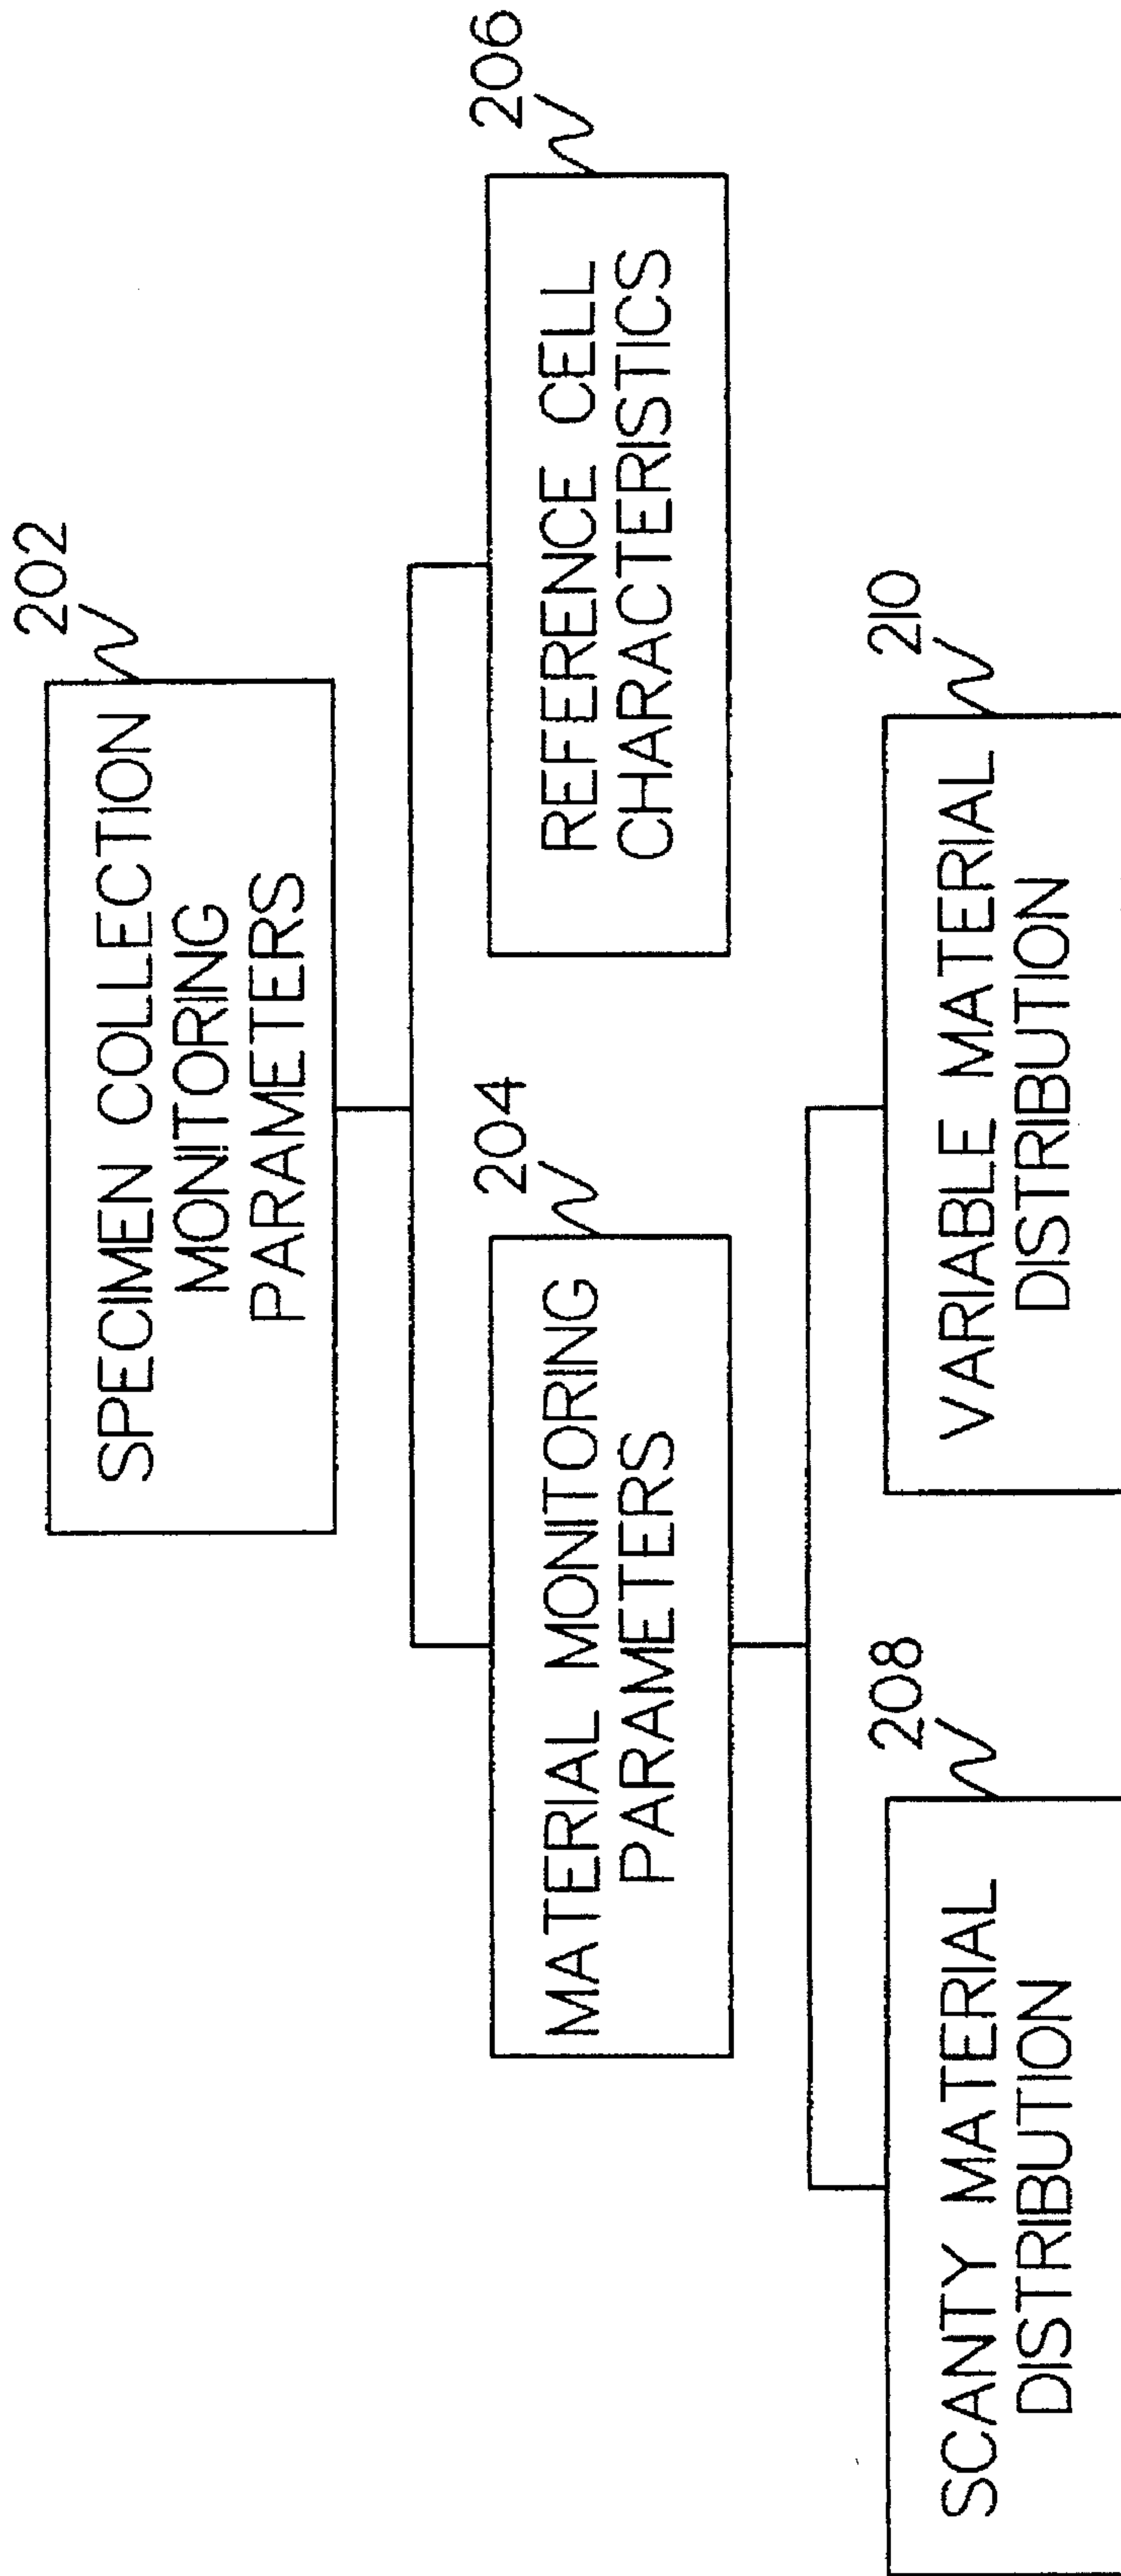 202
SPECIMEN COLLECTION
MONITORING
PARAMETERS
204
MATERIAL MONITORING
PARAMETERS
206
REFERENCE CELL
CHARACTERISTICS
208
SCANTY MATERIAL
DISTRIBUTION
210
VARIABLE MATERIAL
DISTRIBUTION